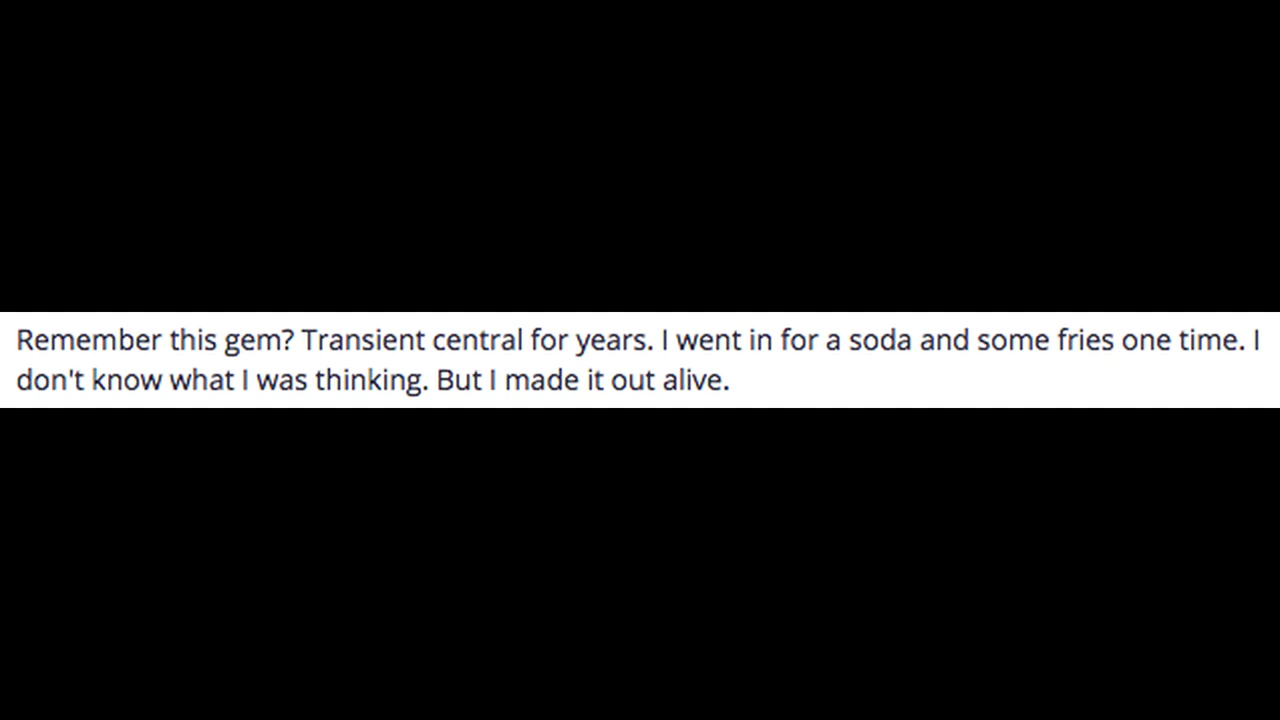 Remember this gem? Transient central for years. I went in for a soda and some fries one time. I
don't know what I was thinking. But I made it out alive.